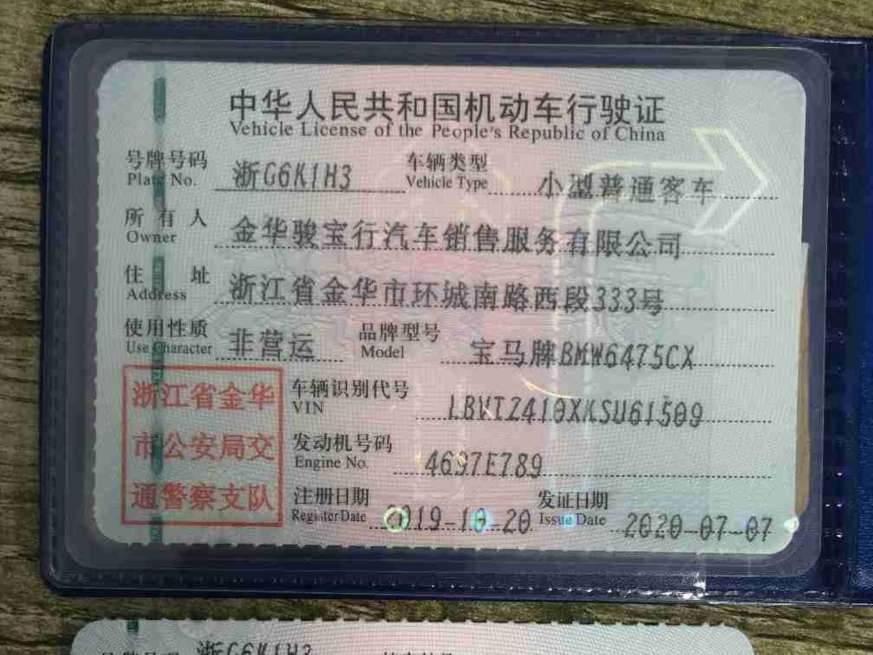 中华人民共和国机动车行驶证
Vehicle License of the People's Republic of China
号牌号码 浙G6K1H3 车辆类型 小型普通客车
Plate No. Vehicle Type
所有人 金华骏宝行汽车销售服务有限公司
Owner
住址 浙江省金华市环城南路西段333号
Address
使用性质 非营运 品牌型号 宝马牌BMW6475CX
Use Character Model
浙江省金华
市公安局交
通警察支队
车辆识别代号 LBVTZ410XKSU61509
VIN
发动机号码 4697E789
Engine No.
注册日期 2019-10-20 发证日期 2020-07-07
Register Date Issue Date
浙G6K1H3